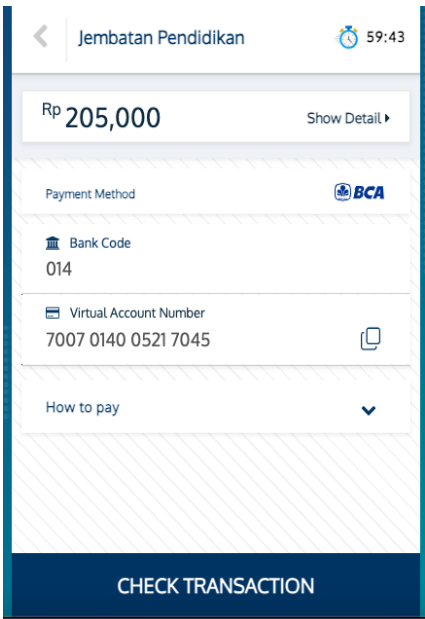 Jembatan Pendidikan 59:43
Rp 205,000 Show Detail
Payment Method BCA
Bank Code
014
Virtual Account Number
7007 0140 0521 7045
How to pay
CHECK TRANSACTION